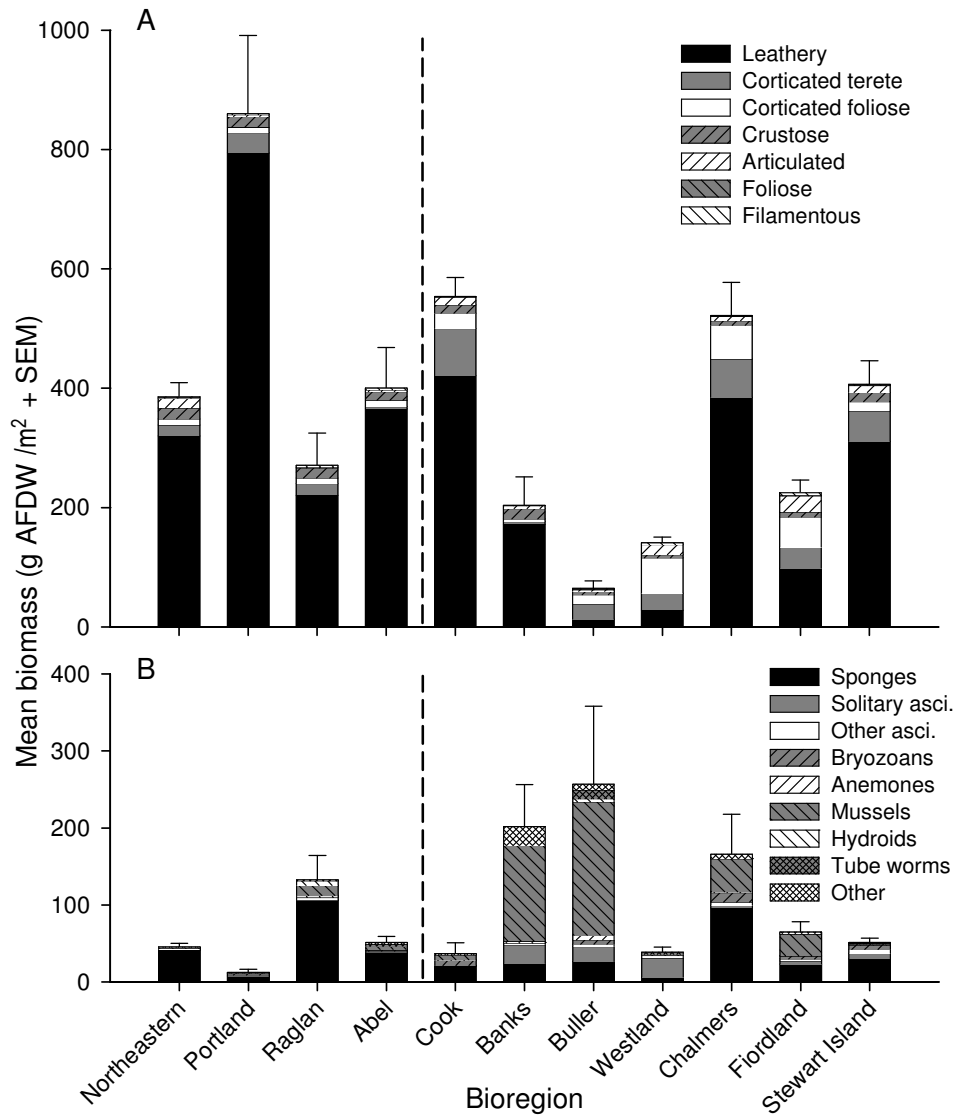 A
1000
800
600
400
200
0
Leathery
Corticated terete
Corticated foliose
Crustose
Articulated
Foliose
Filamentous
Mean biomass (g AFDW /m² + SEM)
B
400
300
200
100
0
Sponges
Solitary asci.
Other asci.
Bryozoans
Anemones
Mussels
Hydroids
Tube worms
Other
Northeastern
Portland
Raglan
Abel
Cook
Banks
Buller
Westland
Chalmers
Fiordland
Stewart Island
Bioregion